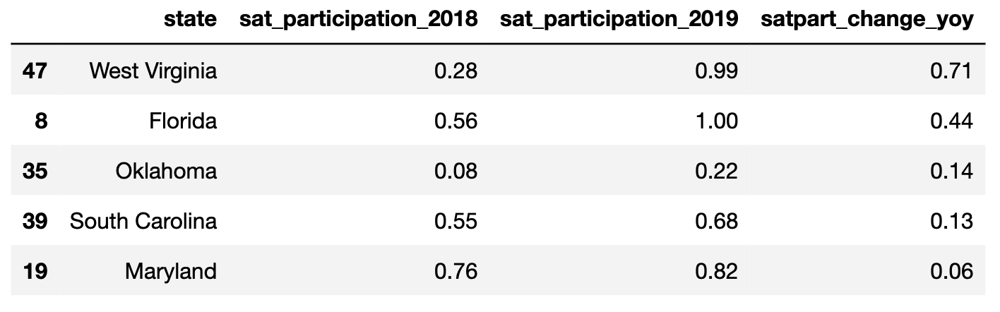 state sat_participation_2018 sat_participation_2019 satpart_change_yoy
47 West Virginia 0.28 0.99 0.71
8 Florida 0.56 1.00 0.44
35 Oklahoma 0.08 0.22 0.14
39 South Carolina 0.55 0.68 0.13
19 Maryland 0.76 0.82 0.06